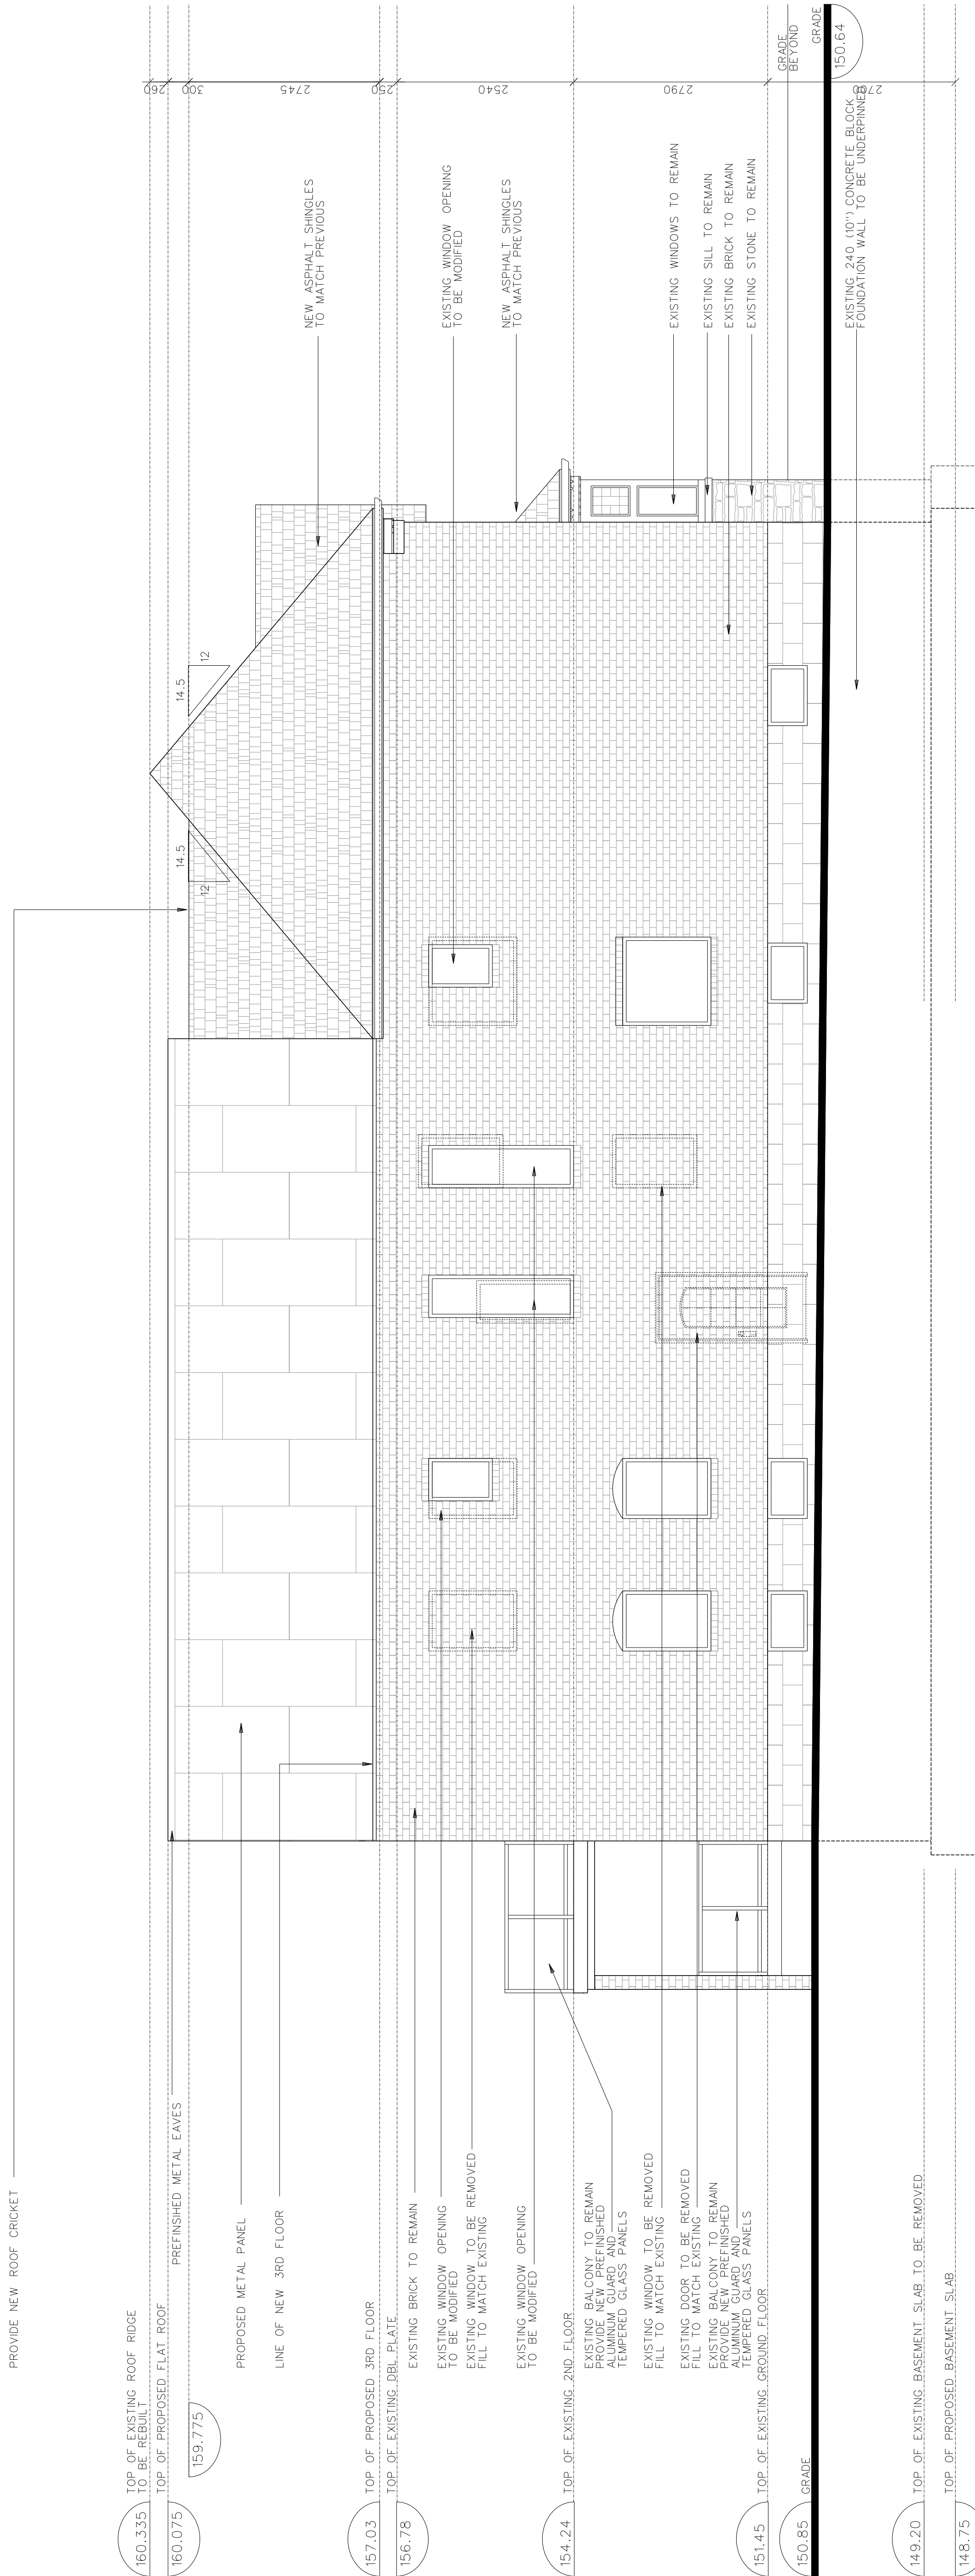 PROVIDE NEW ROOF CRICKET
160.335
TOP OF EXISTING ROOF RIDGE
TO BE REBUILT
160.075
TOP OF PROPOSED FLAT ROOF
PREFINSIHED METAL EAVES
159.775
PROPOSED METAL PANEL
LINE OF NEW 3RD FLOOR
157.03
TOP OF PROPOSED 3RD FLOOR
156.78
TOP OF EXISTING DBL PLATE
EXISTING BRICK TO REMAIN
EXISTING WINDOW OPENING
TO BE MODIFIED
EXISTING WINDOW TO BE REMOVED
FILL TO MATCH EXISTING
EXISTING WINDOW OPENING
TO BE MODIFIED
154.24
TOP OF EXISTING 2ND FLOOR
EXISTING BALCONY TO REMAIN
PROVIDE NEW PREFINISHED
ALUMINUM GUARD AND
TEMPERED GLASS PANELS
EXISTING WINDOW TO BE REMOVED
FILL TO MATCH EXISTING
EXISTING DOOR TO BE REMOVED
FILL TO MATCH EXISTING
EXISTING BALCONY TO REMAIN
PROVIDE NEW PREFINISHED
ALUMINUM GUARD AND
TEMPERED GLASS PANELS
151.45
TOP OF EXISTING GROUND FLOOR
150.85
GRADE
149.20
TOP OF EXISTING BASEMENT SLAB TO BE REMOVED
148.75
TOP OF PROPOSED BASEMENT SLAB
14.5
12
14.5
12
NEW ASPHALT SHINGLES
TO MATCH PREVIOUS
EXISTING WINDOW OPENING
TO BE MODIFIED
NEW ASPHALT SHINGLES
TO MATCH PREVIOUS
EXISTING WINDOWS TO REMAIN
EXISTING SILL TO REMAIN
EXISTING BRICK TO REMAIN
EXISTING STONE TO REMAIN
EXISTING 240 (10") CONCRETE BLOCK
FOUNDATION WALL TO BE UNDERPINNED
260
300
2745
250
2540
2790
2700
GRADE
BEYOND
GRADE
150.64